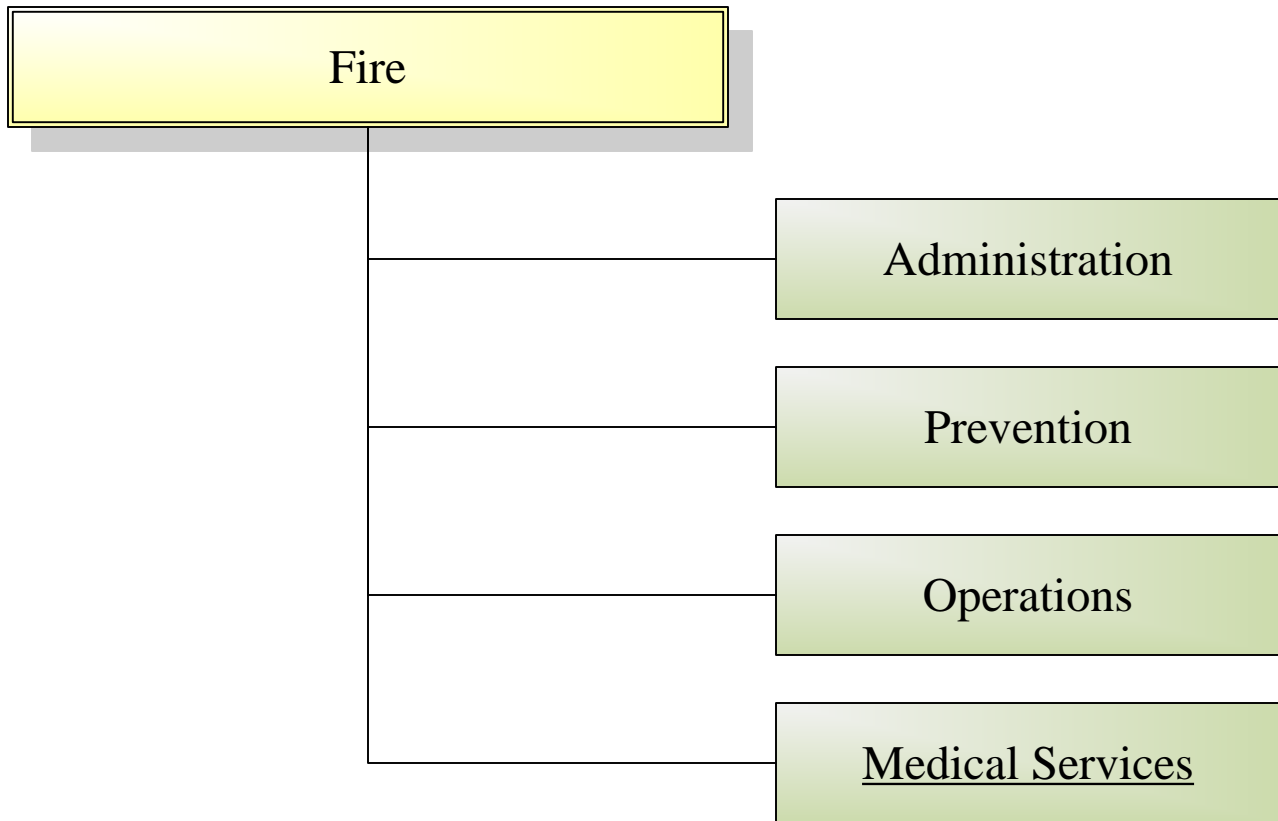 Fire
Administration
Prevention
Operations
Medical Services